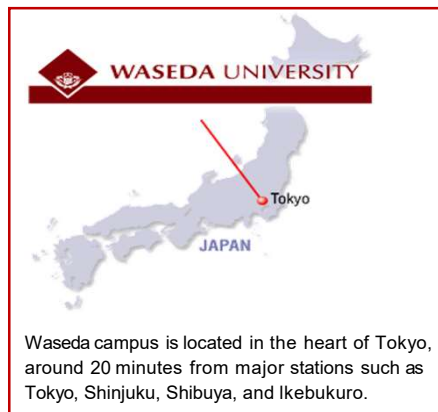 WASEDA UNIVERSITY
Tokyo
JAPAN
Waseda campus is located in the heart of Tokyo,
around 20 minutes from major stations such as
Tokyo, Shinjuku, Shibuya, and Ikebukuro.